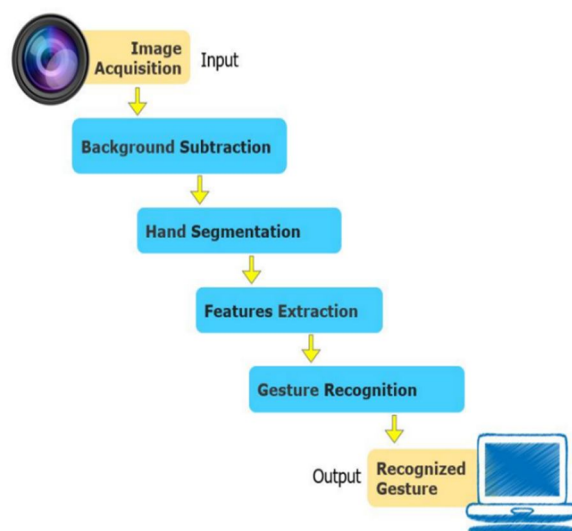 Image
Acquisition
Input
Background Subtraction
Hand Segmentation
Features Extraction
Gesture Recognition
Output
Recognized
Gesture